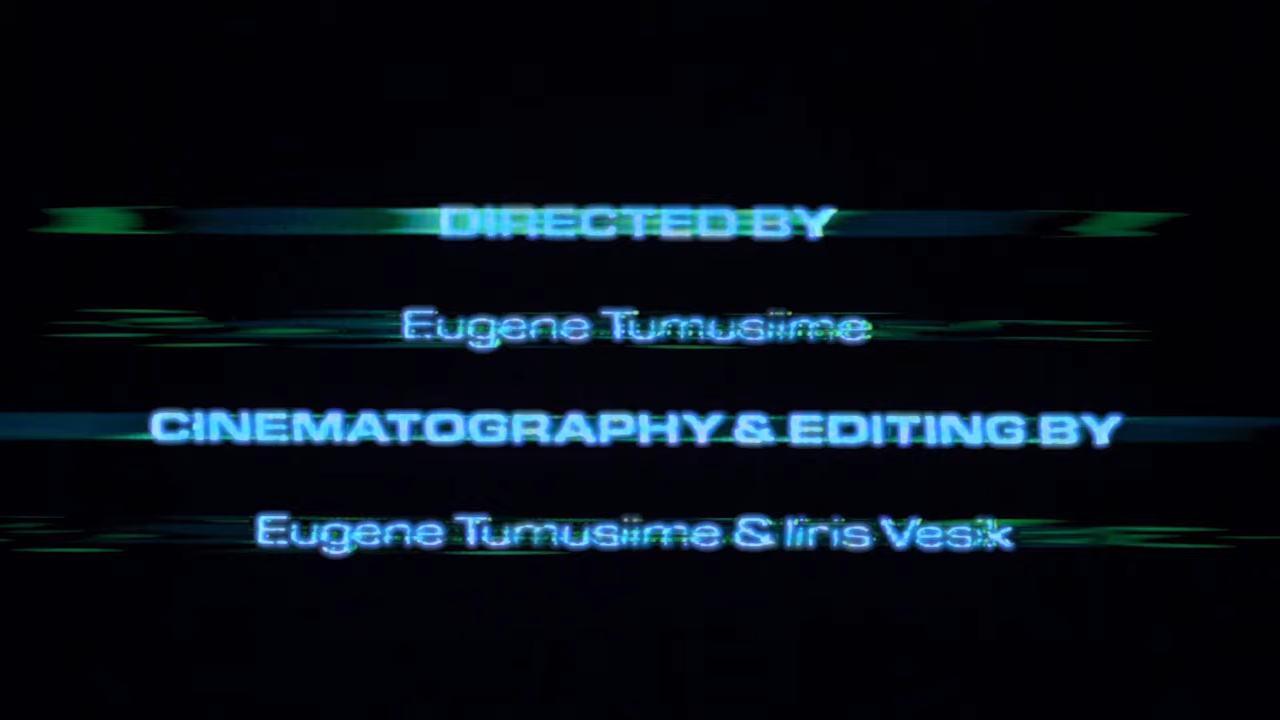 DIRECTED BY
Eugene Tumusiime
CINEMATOGRAPHY & EDITING BY
Eugene Tumusiime & Iiris Vesik